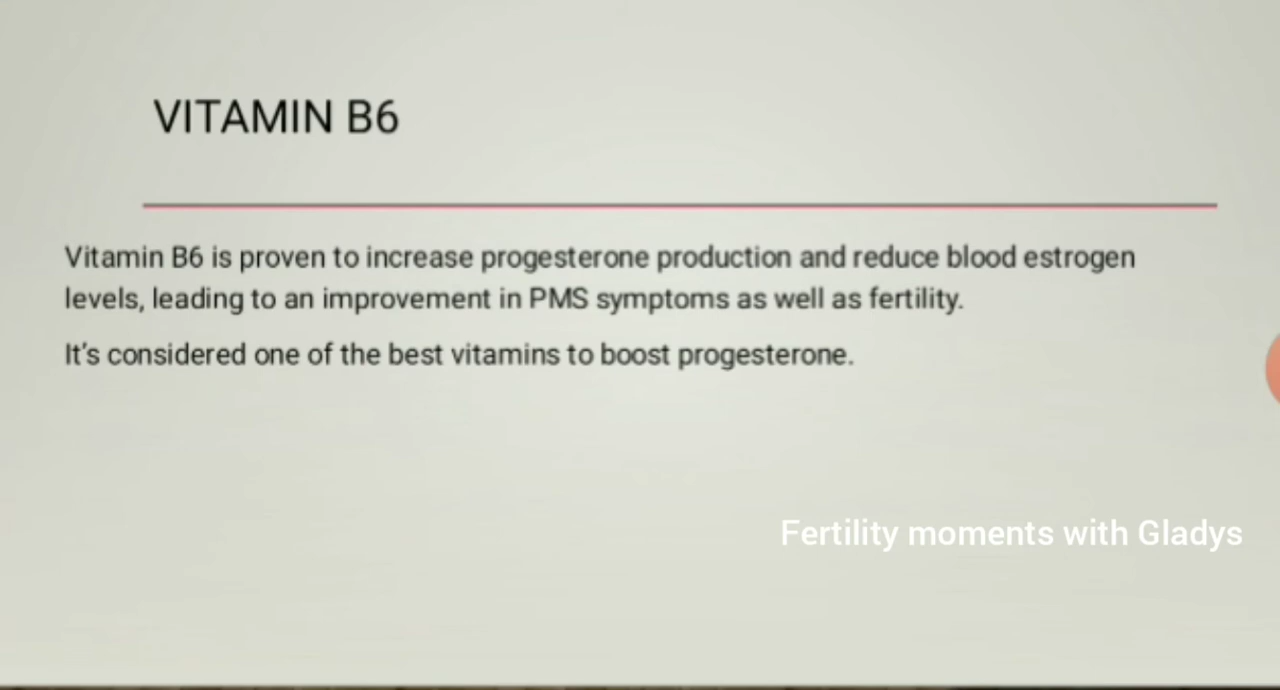 VITAMIN B6
Vitamin B6 is proven to increase progesterone production and reduce blood estrogen
levels, leading to an improvement in PMS symptoms as well as fertility.
It's considered one of the best vitamins to boost progesterone.
Fertility moments with Gladys